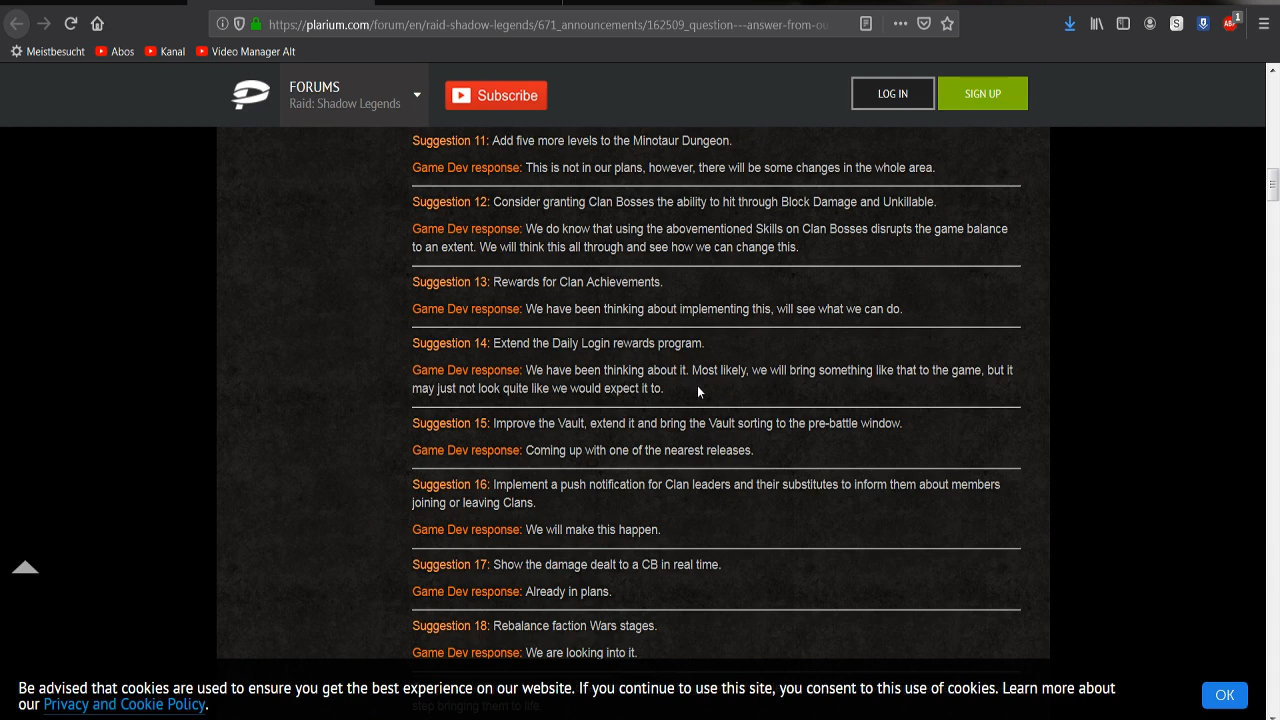 https://plarium.com/forum/en/raid-shadow-legends/671_announcements/162509_question---answer-from-ou
S
ABP
1
Meistbesucht
Abos
Kanal
Video Manager Alt
FORUMS
Raid: Shadow Legends
Subscribe
LOG IN
SIGN UP
Suggestion 11: Add five more levels to the Minotaur Dungeon.
Game Dev response: This is not in our plans, however, there will be some changes in the whole area.
Suggestion 12: Consider granting Clan Bosses the ability to hit through Block Damage and Unkillable.
Game Dev response: We do know that using the abovementioned Skills on Clan Bosses disrupts the game balance
to an extent. We will think this all through and see how we can change this.
Suggestion 13: Rewards for Clan Achievements.
Game Dev response: We have been thinking about implementing this, will see what we can do.
Suggestion 14: Extend the Daily Login rewards program.
Game Dev response: We have been thinking about it. Most likely, we will bring something like that to the game, but it
may just not look quite like we would expect it to.
Suggestion 15: Improve the Vault, extend it and bring the Vault sorting to the pre-battle window.
Game Dev response: Coming up with one of the nearest releases.
Suggestion 16: Implement a push notification for Clan leaders and their substitutes to inform them about members
joining or leaving Clans.
Game Dev response: We will make this happen.
Suggestion 17: Show the damage dealt to a CB in real time.
Game Dev response: Already in plans.
Suggestion 18: Rebalance faction Wars stages.
Game Dev response: We are looking into it.
Be advised that cookies are used to ensure you get the best experience on our website. If you continue to use this site, you consent to this use of cookies. Learn more about
our Privacy and Cookie Policy.
OK
step bringing them to life.